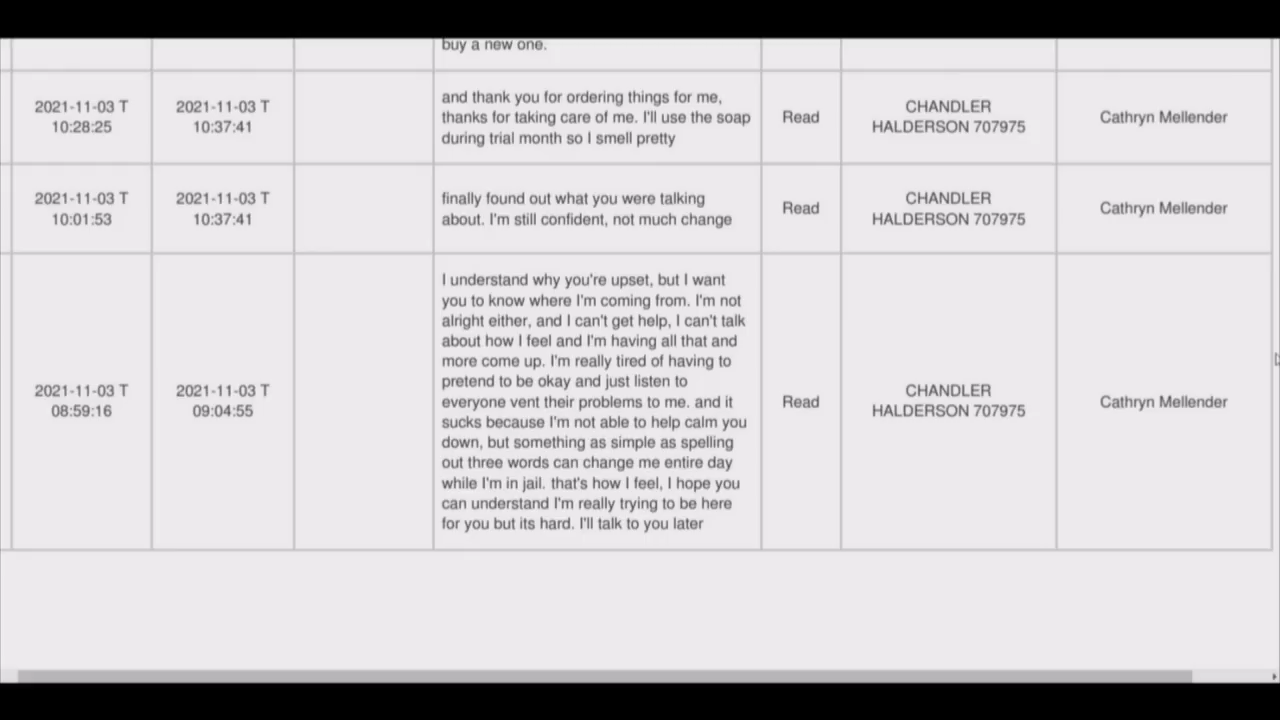 buy a new one.
2021-11-03 T
10:28:25
2021-11-03 T
10:37:41
and thank you for ordering things for me,
thanks for taking care of me. I'll use the soap
during trial month so I smell pretty
Read
CHANDLER
HALDERSON 707975
Cathryn Mellender
2021-11-03 T
10:01:53
2021-11-03 T
10:37:41
finally found out what you were talking
about. I'm still confident, not much change
Read
CHANDLER
HALDERSON 707975
Cathryn Mellender
2021-11-03 T
08:59:16
2021-11-03 T
09:04:55
I understand why you're upset, but I want
you to know where I'm coming from. I'm not
alright either, and I can't get help, I can't talk
about how I feel and I'm having all that and
more come up. I'm really tired of having to
pretend to be okay and just listen to
everyone vent their problems to me. and it
sucks because I'm not able to help calm you
down, but something as simple as spelling
out three words can change me entire day
while I'm in jail. that's how I feel, I hope you
can understand I'm really trying to be here
for you but its hard. I'll talk to you later
Read
CHANDLER
HALDERSON 707975
Cathryn Mellender